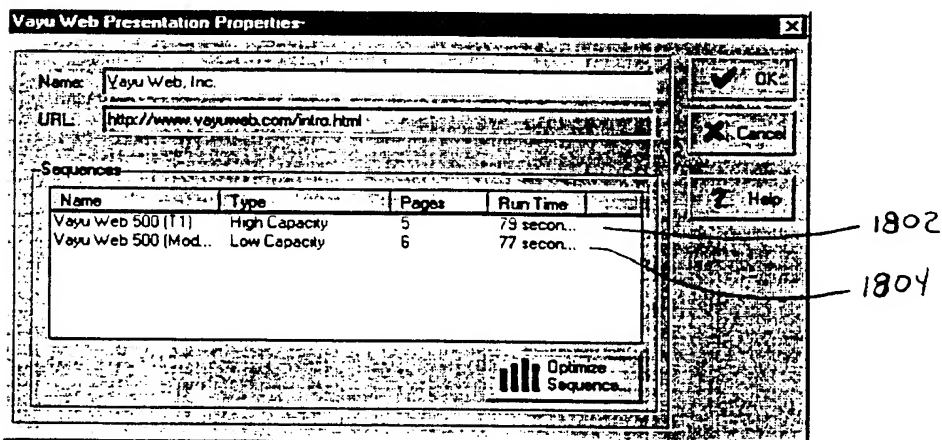 Vayu Web Presentation Properties
Name: Vayu Web, Inc.
OK
URL: http://www.vayuweb.com/intro.html
Cancel
Sequences
Help
Name Type Pages Run Time
Vayu Web 500 (T1) High Capacity 5 79 secon...
1802
Vayu Web 500 (Mod... Low Capacity 6 77 secon...
1804
Optimize
Sequence...